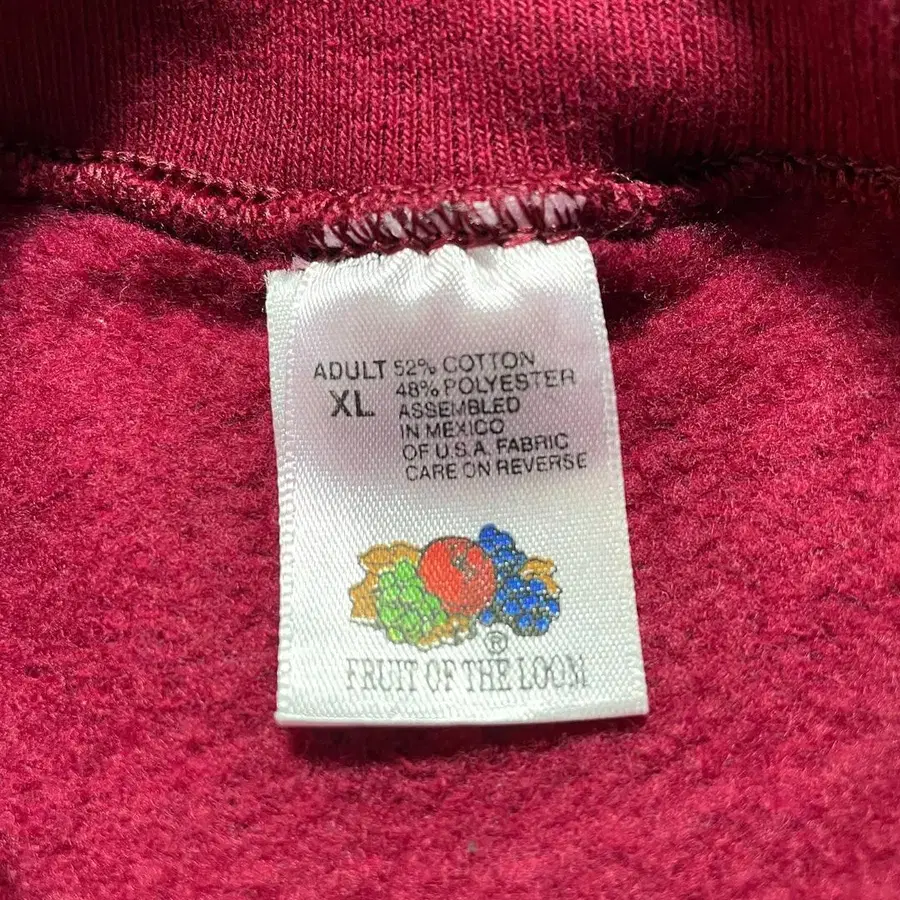 ADULT 52% COTTON
XL 48% POLYESTER
ASSEMBLED
IN MEXICO
OF U.S.A. FABRIC
CARE ON REVERSE
®
FRUIT OF THE LOOM